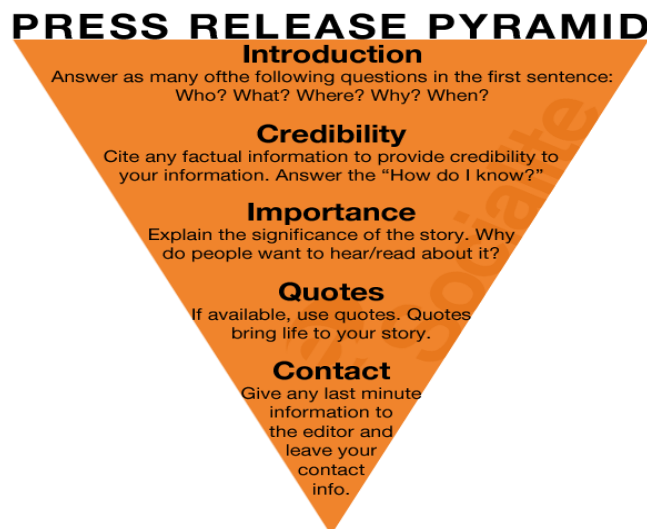 PRESS RELEASE PYRAMID
Introduction
Answer as many ofthe following questions in the first sentence:
Who? What? Where? Why? When?
Credibility
Cite any factual information to provide credibility to
your information. Answer the “How do I know?”
Importance
Explain the significance of the story. Why
do people want to hear/read about it?
Quotes
If available, use quotes. Quotes
bring life to your story.
Contact
Give any last minute
information to
the editor and
leave your
contact
info.
Socialite